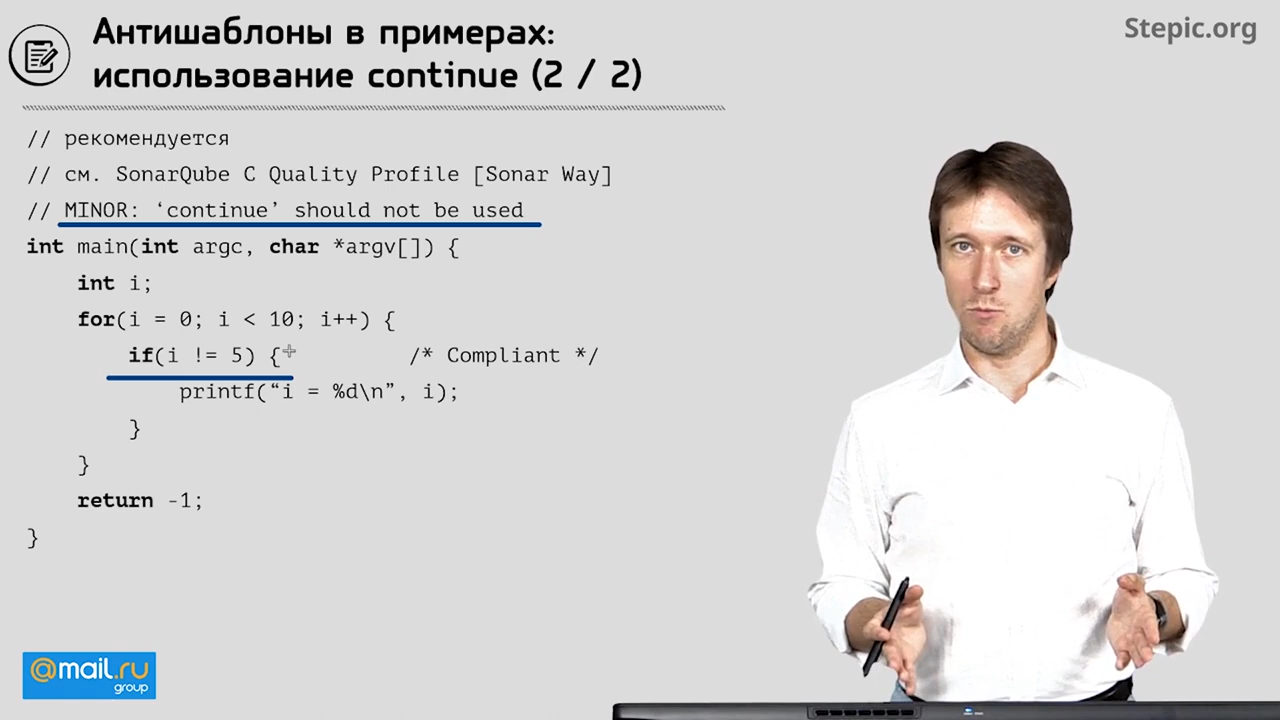 Антишаблоны в примерах:
использование continue (2 / 2)
Stepic.org
// рекомендуется
// см. SonarQube C Quality Profile [Sonar Way]
// MINOR: ‘continue’ should not be used
int main(int argc, char *argv[]) {
int i;
for(i = 0; i < 10; i++) {
if(i != 5) { /* Compliant */
printf(“i = %d\n”, i);
}
}
return -1;
}
@mail.ru
group